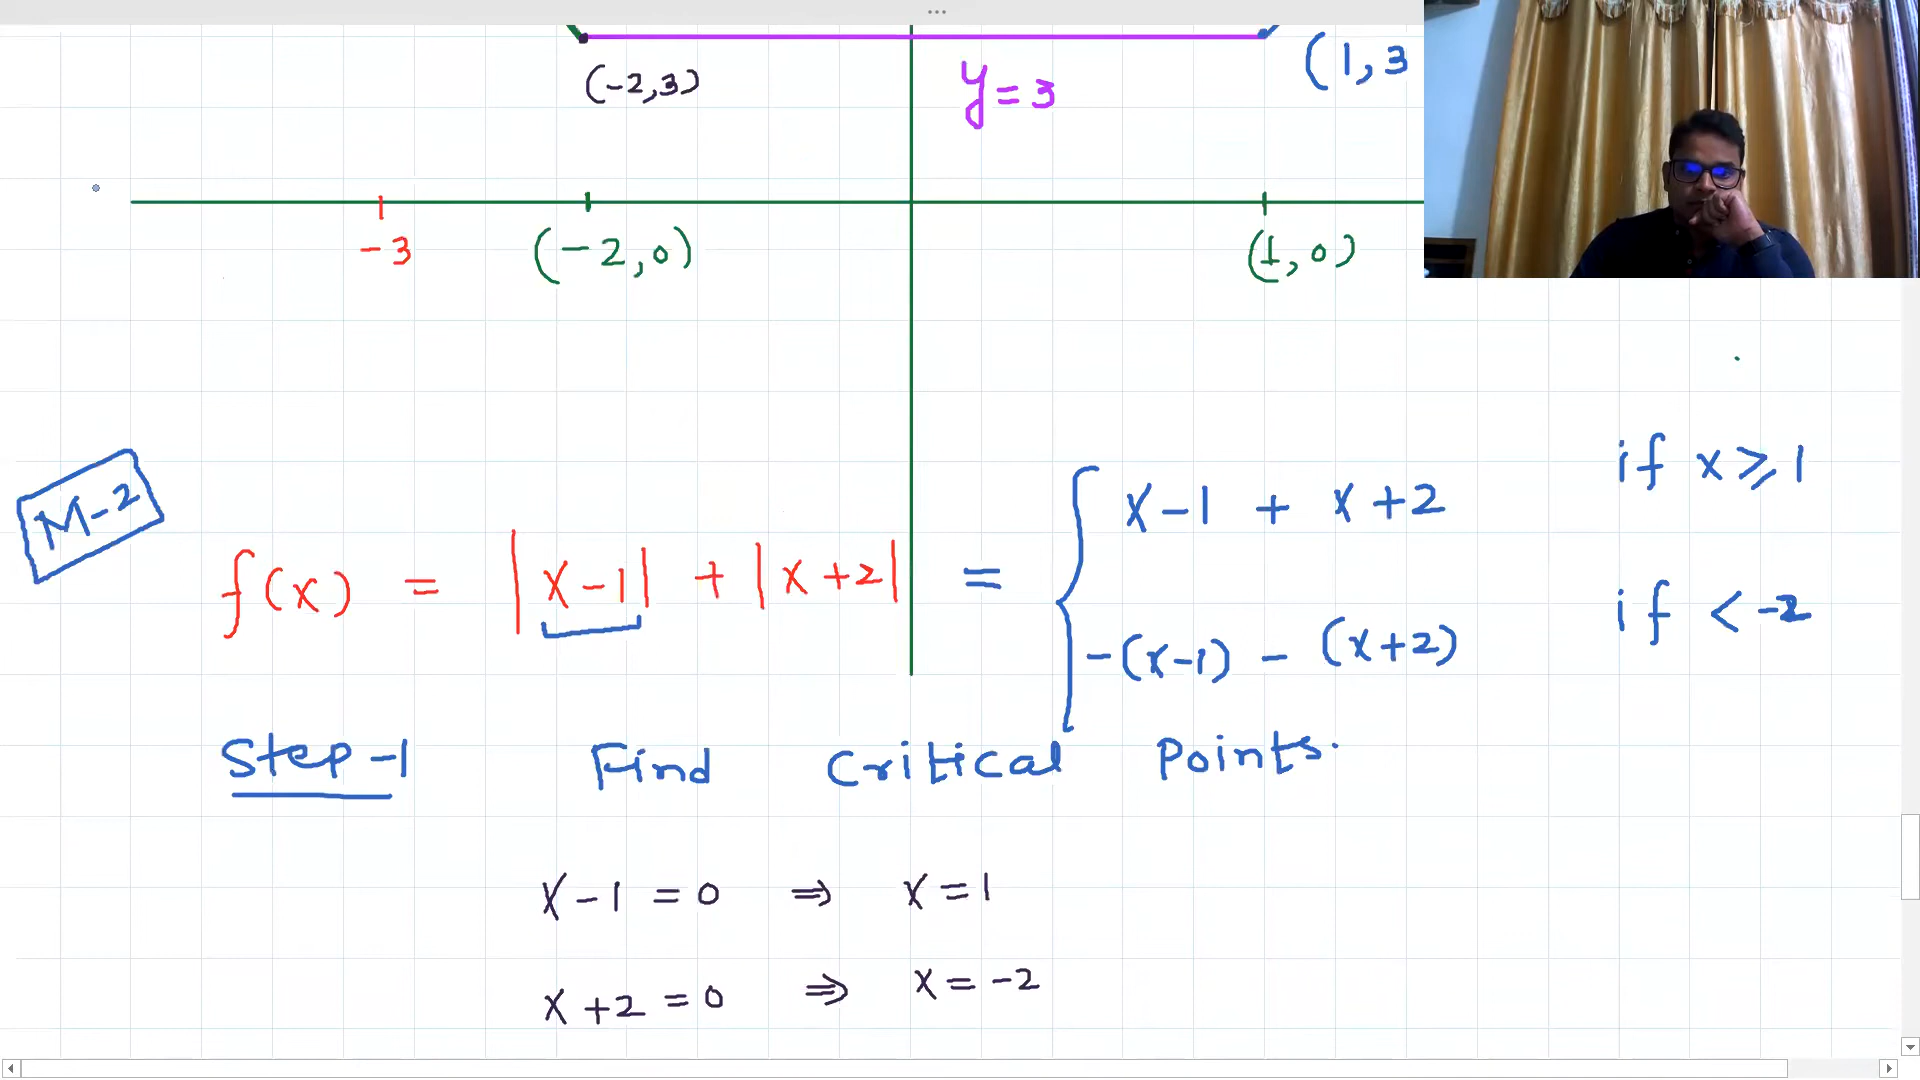 (-2,3)
y = 3
(1,3
-3
(-2,0)
(1,0)
M-2
f(x) = |x-1| + |x+2| =
x-1 + x+2 if x ⩾ 1
-(x-1) - (x+2) if < -2
Step-1 Find Critical Points.
x-1 = 0 ⇒ x = 1
x+2 = 0 ⇒ x = -2